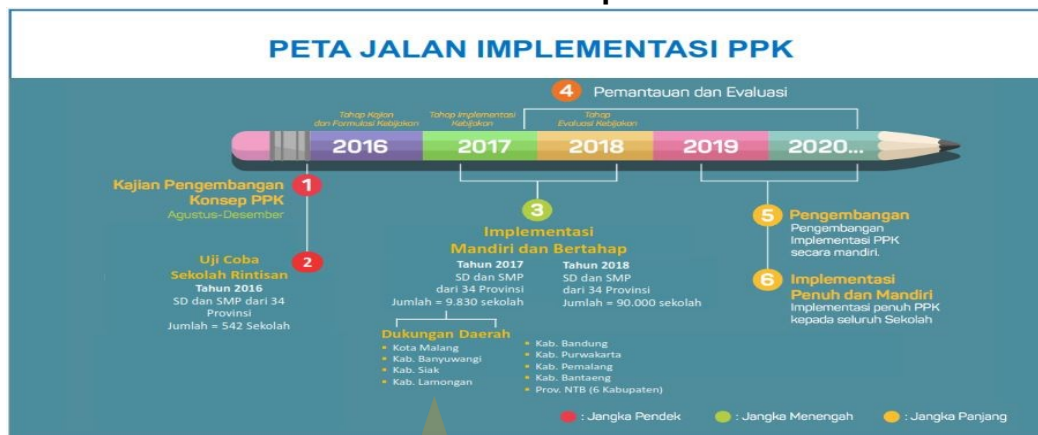 PETA JALAN IMPLEMENTASI PPK
4 Pemantauan dan Evaluasi
Tahap Kajian
dan Formulasi Kebijakan
Tahap Implementasi
Kebijakan
Tahap
Evaluasi Kebijakan
2016
2017
2018
2019
2020...
1
Kajian Pengembangan
Konsep PPK
Agustus-Desember
2
Uji Coba
Sekolah Rintisan
Tahun 2016
SD dan SMP dari 34
Provinsi
Jumlah = 542 Sekolah
3
Implementasi
Mandiri dan Bertahap
Tahun 2017
SD dan SMP
dari 34 Provinsi
Jumlah = 9.830 sekolah
Tahun 2018
SD dan SMP
dari 34 Provinsi
Jumlah = 90.000 sekolah
Dukungan Daerah
• Kota Malang
• Kab. Banyuwangi
• Kab. Siak
• Kab. Lamongan
• Kab. Bandung
• Kab. Purwakarta
• Kab. Pemalang
• Kab. Bantaeng
• Prov. NTB (6 Kabupaten)
5 Pengembangan
Pengembangan
Implementasi PPK
secara mandiri.
6 Implementasi
Penuh dan Mandiri
Implementasi penuh PPK
kepada seluruh Sekolah
: Jangka Pendek
: Jangka Menengah
: Jangka Panjang